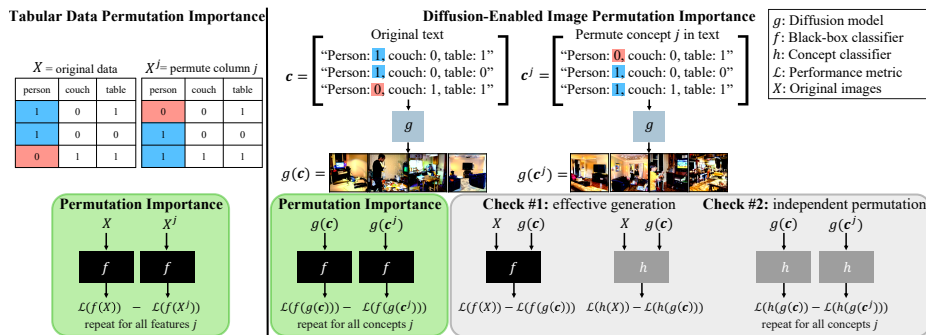 Tabular Data Permutation Importance
X = original data
X^j = permute column j
person couch table
1 0 1
1 0 0
0 1 1
person couch table
0 0 1
1 0 0
1 1 1
Permutation Importance
X X^j
f f
ℒ(f(X)) − ℒ(f(X^j))
repeat for all features j
Diffusion-Enabled Image Permutation Importance
Original text
c =
“Person: 1, couch: 0, table: 1”
“Person: 1, couch: 0, table: 0”
“Person: 0, couch: 1, table: 1”
g
g(c) =
Permute concept j in text
c^j =
“Person: 0, couch: 0, table: 1”
“Person: 1, couch: 0, table: 0”
“Person: 1, couch: 1, table: 1”
g
g(c^j) =
g: Diffusion model
f: Black-box classifier
h: Concept classifier
ℒ: Performance metric
X: Original images
Permutation Importance
g(c) g(c^j)
f f
ℒ(f(g(c))) − ℒ(f(g(c^j)))
repeat for all concepts j
Check #1: effective generation
X g(c)
f
ℒ(f(X)) − ℒ(f(g(c)))
X g(c)
h
ℒ(h(X)) − ℒ(h(g(c)))
Check #2: independent permutation
g(c) g(c^j)
h h
ℒ(h(g(c)) − ℒ(h(g(c^j)))
repeat for all concepts j